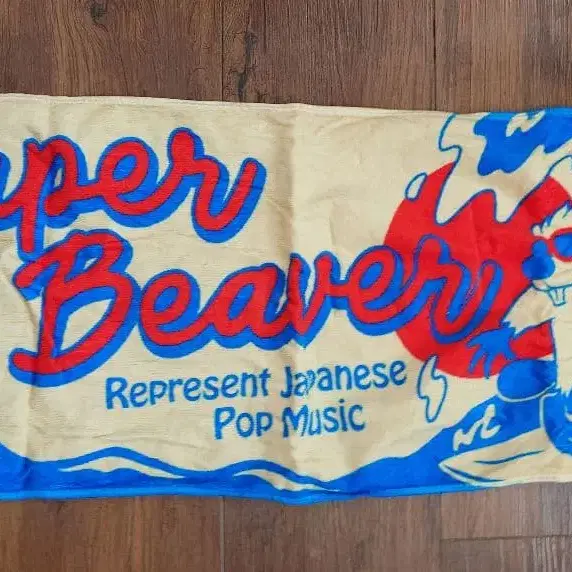 uper
Beaver
Represent Japanese
Pop Music